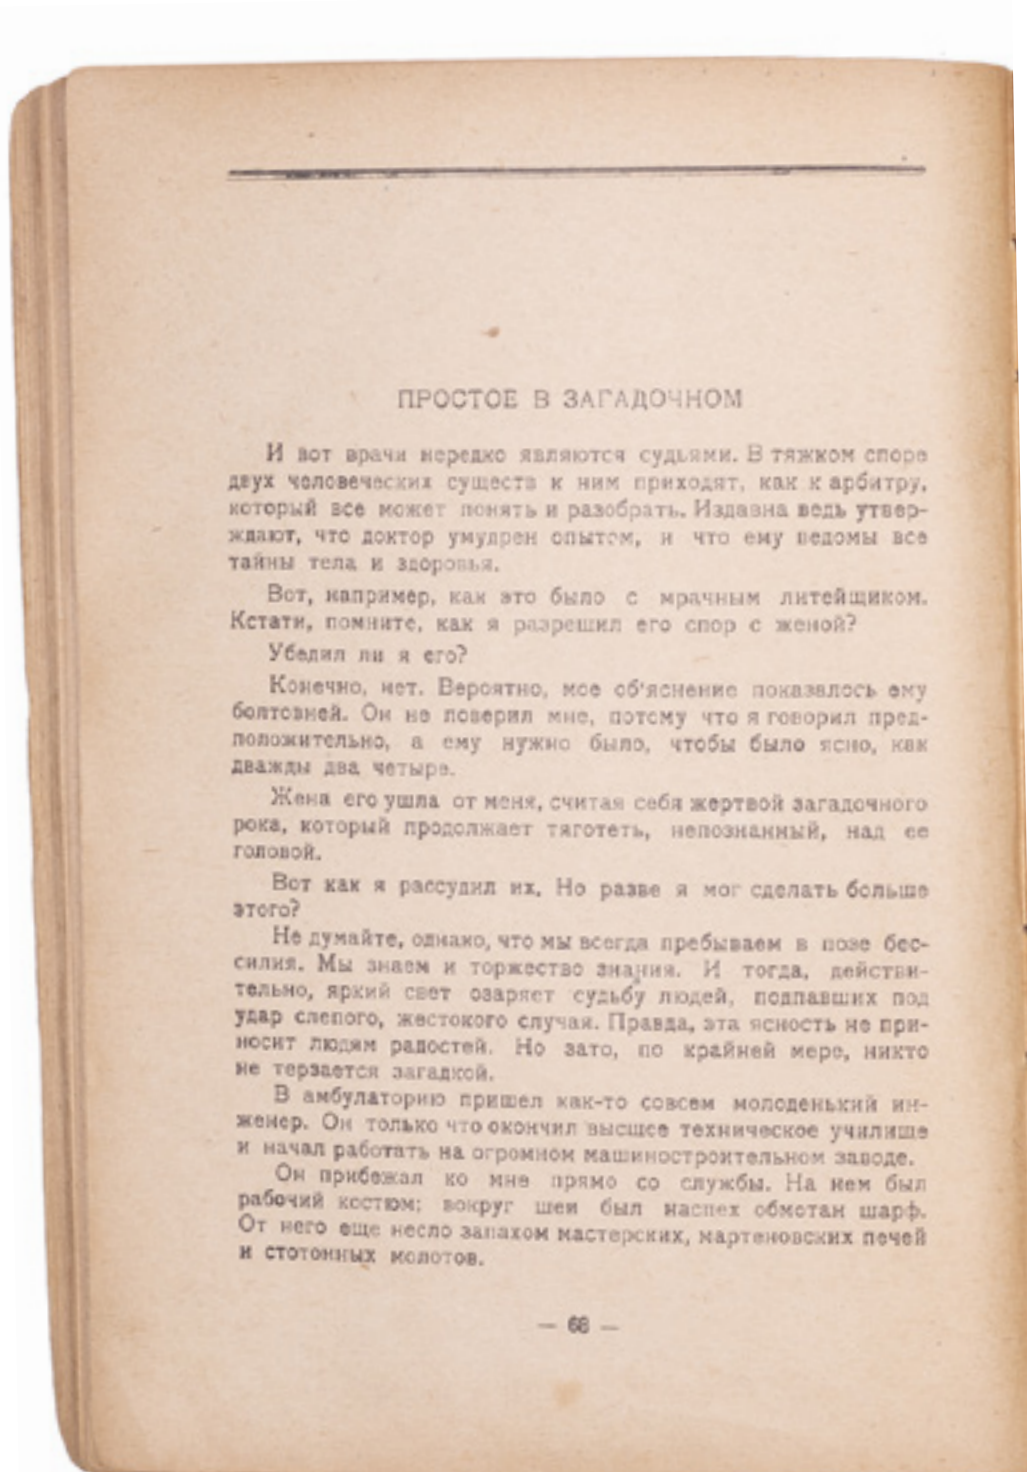 ПРОСТОЕ В ЗАГАДОЧНОМ
И вот врачи нередко являются судьями. В тяжком споре
двух человеческих существ к ним приходят, как к арбитру,
который все может понять и разобрать. Издавна ведь утвер-
ждают, что доктор умудрен опытом, и что ему ведомы все
тайны тела и здоровья.
Вот, например, как это было с мрачным литейщиком.
Кстати, помните, как я разрешил его спор с женой?
Убедил ли я его?
Конечно, нет. Вероятно, мое об'яснение показалось ему
болтовней. Он не поверил мне, потому что я говорил пред-
положительно, а ему нужно было, чтобы было ясно, как
дважды два четыре.
Жена его ушла от меня, считая себя жертвой загадочного
рока, который продолжает тяготеть, непознанный, над ее
головой.
Вот как я рассудил их. Но разве я мог сделать больше
этого?
Не думайте, однако, что мы всегда пребываем в позе бес-
силия. Мы знаем и торжество знания. И тогда, действи-
тельно, яркий свет озаряет судьбу людей, подпавших под
удар слепого, жестокого случая. Правда, эта ясность не при-
носит людям радостей. Но зато, по крайней мере, никто
не терзается загадкой.
В амбулаторию пришел как-то совсем молоденький ин-
женер. Он только что окончил высшее техническое училище
и начал работать на огромном машиностроительном заводе.
Он прибежал ко мне прямо со службы. На нем был
рабочий костюм; вокруг шеи был наспех обмотан шарф.
От него еще несло запахом мастерских, мартеновских печей
и стотонных молотов.
— 68 —